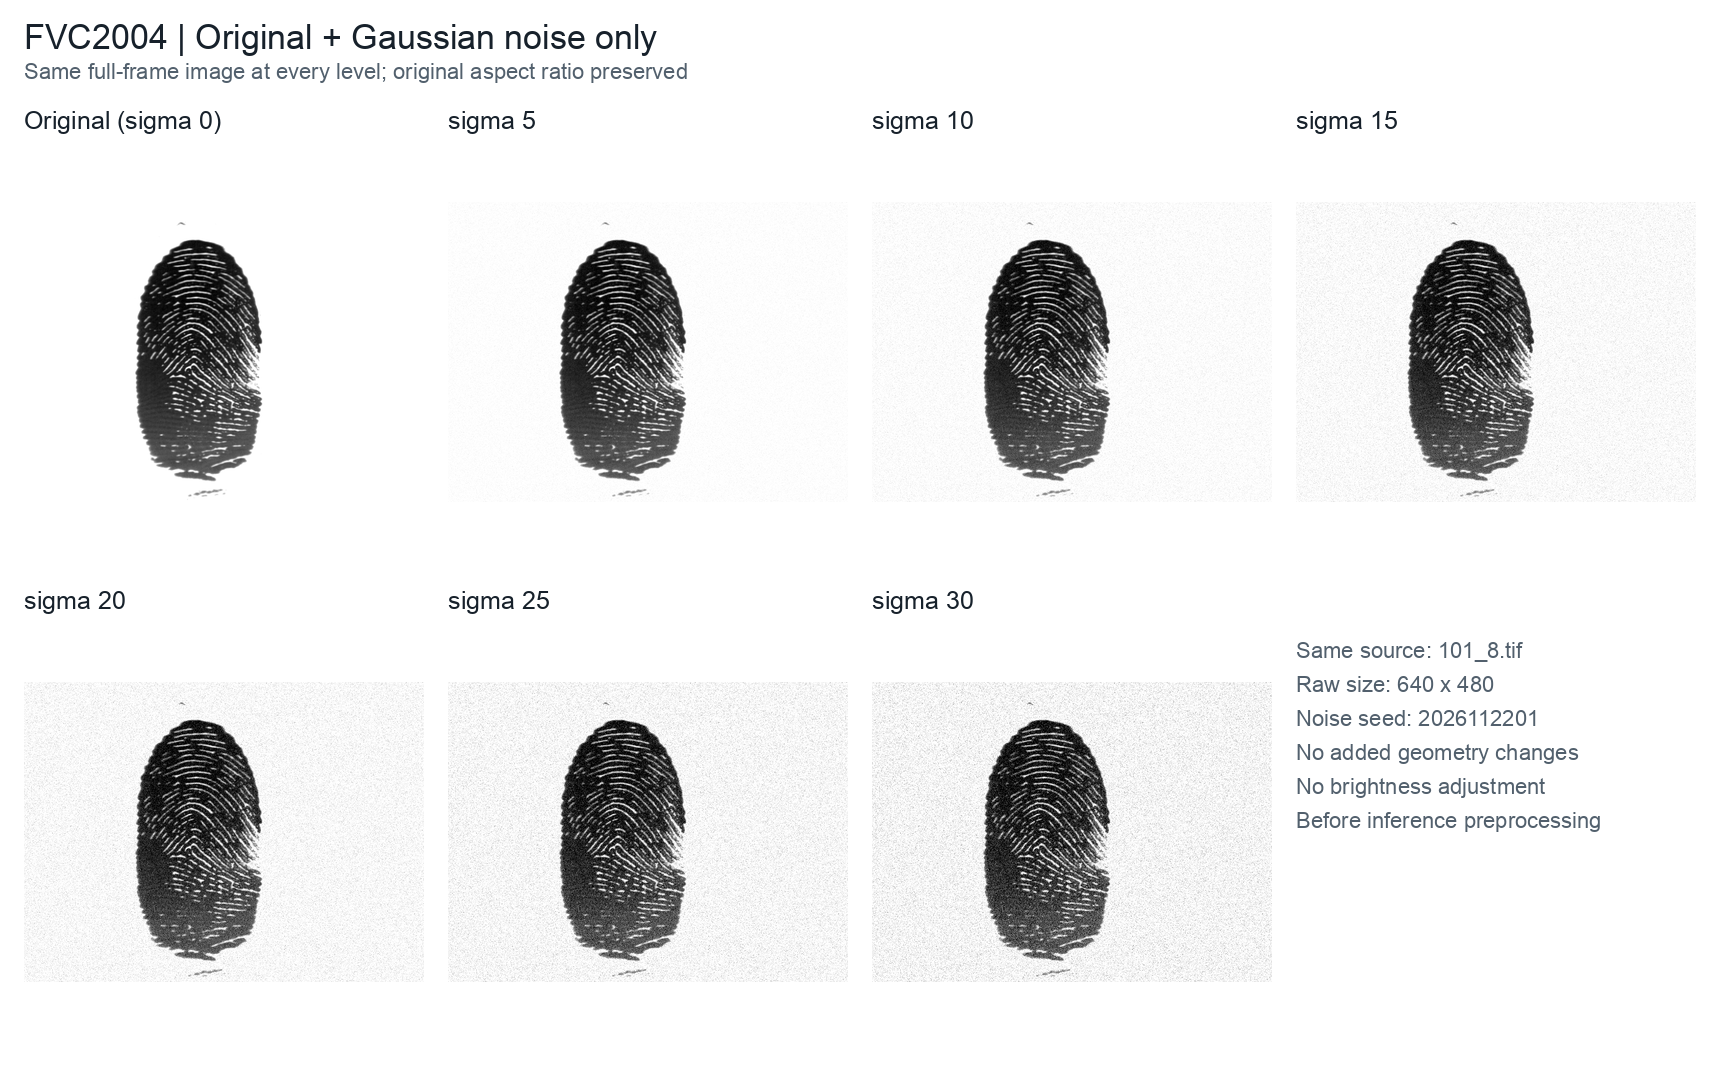 FVC2004 | Original + Gaussian noise only
Same full-frame image at every level; original aspect ratio preserved
Original (sigma 0)
sigma 5
sigma 10
sigma 15
sigma 20
sigma 25
sigma 30
Same source: 101_8.tif
Raw size: 640 x 480
Noise seed: 2026112201
No added geometry changes
No brightness adjustment
Before inference preprocessing